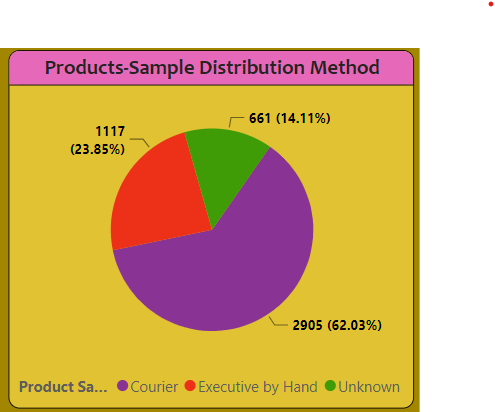 Products-Sample Distribution Method
661 (14.11%)
1117
(23.85%)
2905 (62.03%)
Product Sa... Courier Executive by Hand Unknown